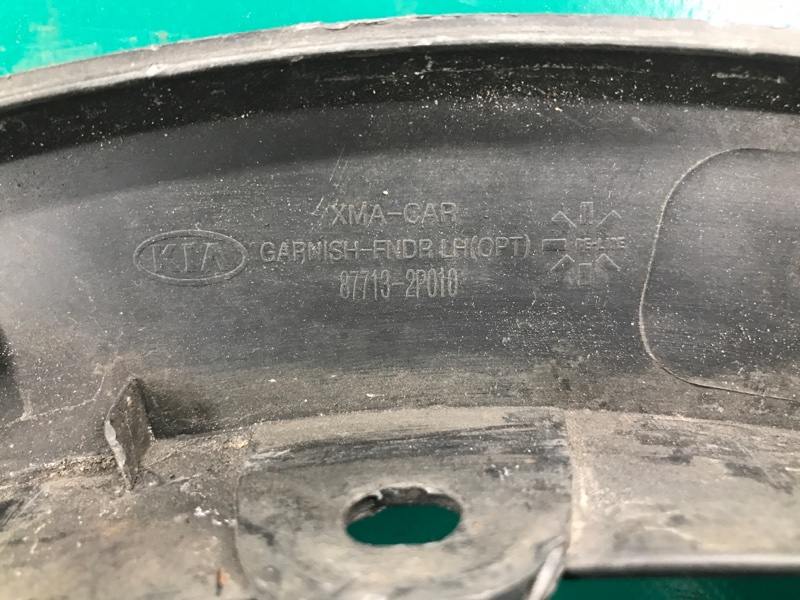 XMA-CAR
KIA
GARNISH-FNDR LH(OPT)
87713-2P010